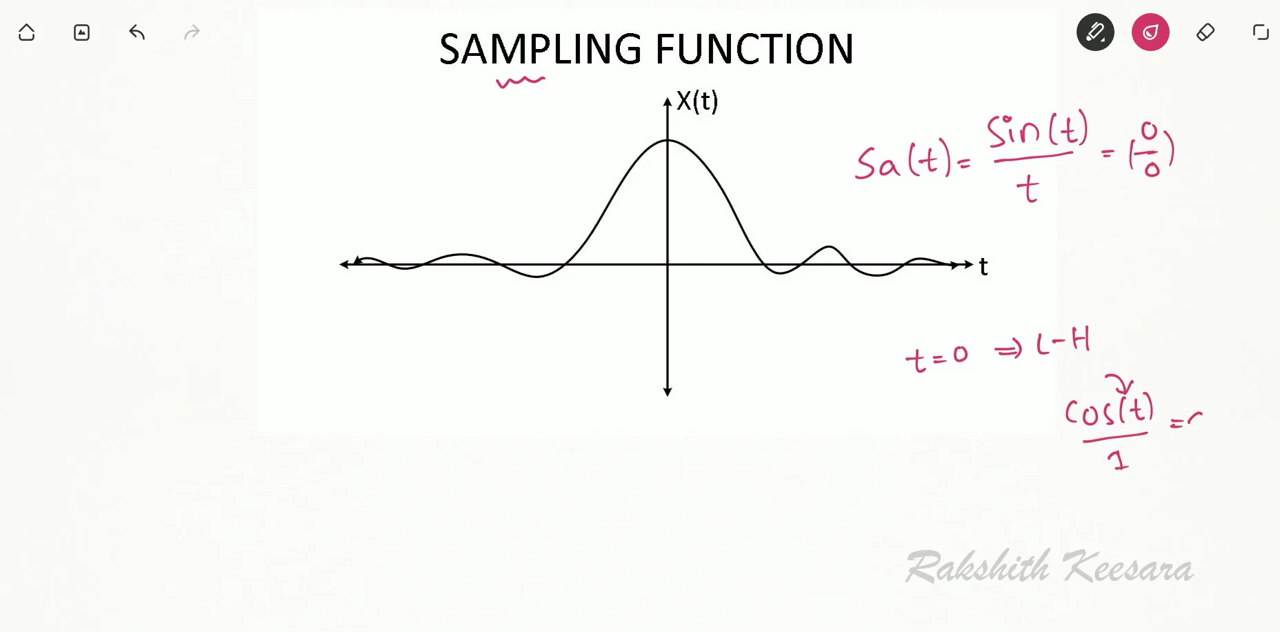 SAMPLING FUNCTION
X(t)
Sa(t) = Sin(t)/t = (0/0)
t
t=0 ⇒ L-H
Cos(t)/1 =
Rakshith Keesara